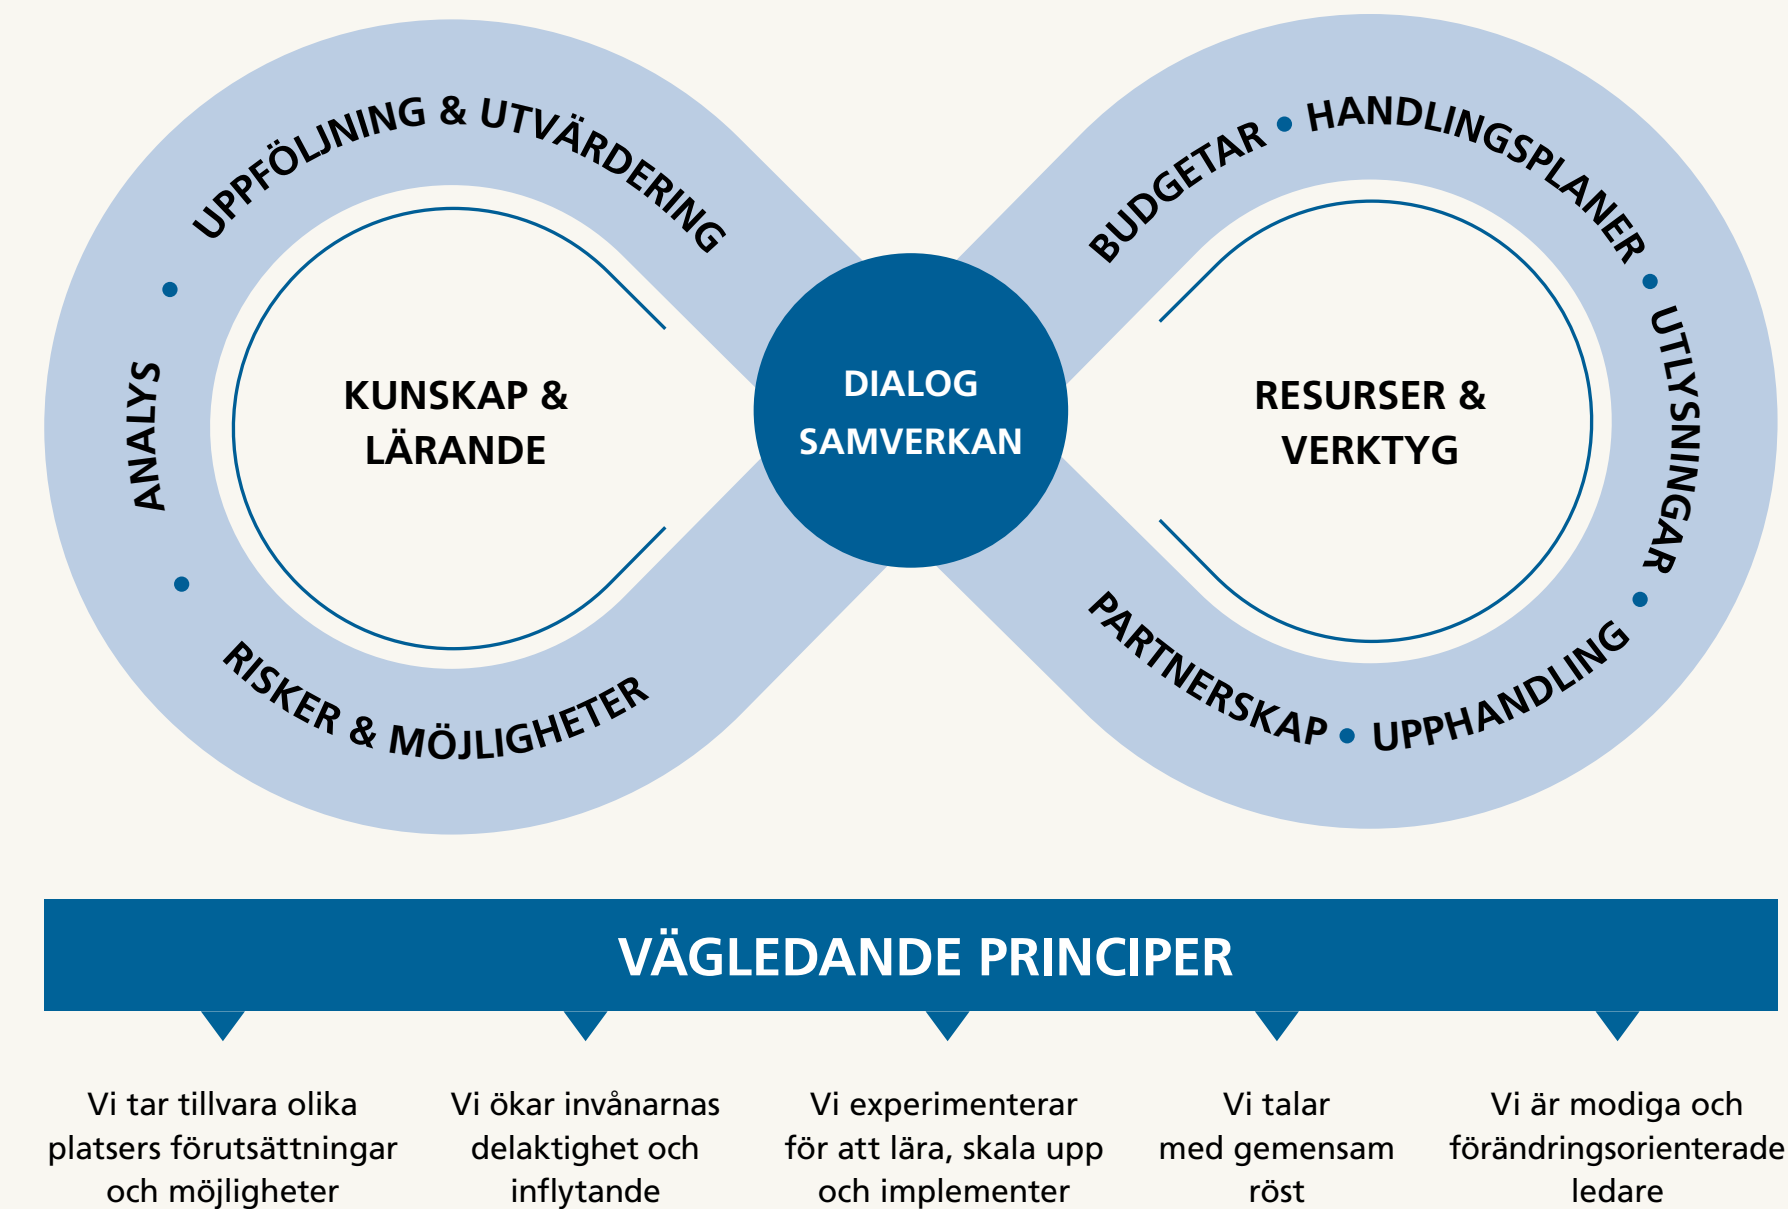 UPPFÖLJNING & UTVÄRDERING
ANALYS
RISKER & MÖJLIGHETER
KUNSKAP &
LÄRANDE
DIALOG
SAMVERKAN
RESURSER &
VERKTYG
BUDGETAR • HANDLINGSPLANER • UTLYSNINGAR •
PARTNERSKAP • UPPHANDLING
VÄGLEDANDE PRINCIPER
Vi tar tillvara olika
platsers förutsättningar
och möjligheter
Vi ökar invånarnas
delaktighet och
inflytande
Vi experimenterar
för att lära, skala upp
och implementer
Vi talar
med gemensam
röst
Vi är modiga och
förändringsorienterade
ledare